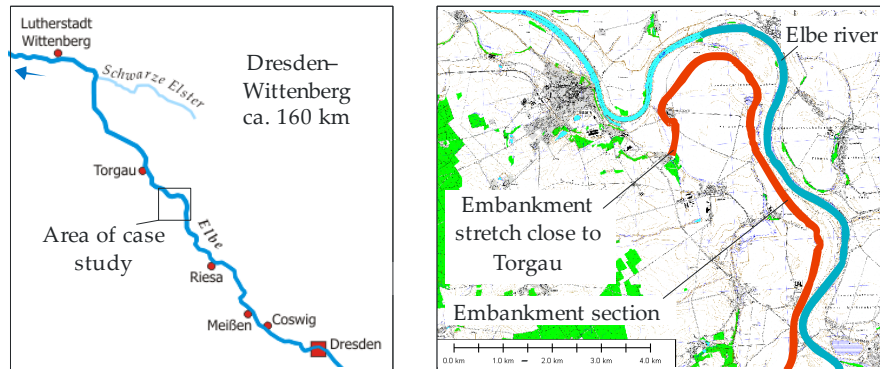 Lutherstadt
Wittenberg
Schwarze Elster
Dresden–
Wittenberg
ca. 160 km
Torgau
Area of case
study
Elbe
Riesa
Meißen
Coswig
Dresden
Elbe river
Embankment
stretch close to
Torgau
Embankment section
0.0 km 1.0 km 2.0 km 3.0 km 4.0 km